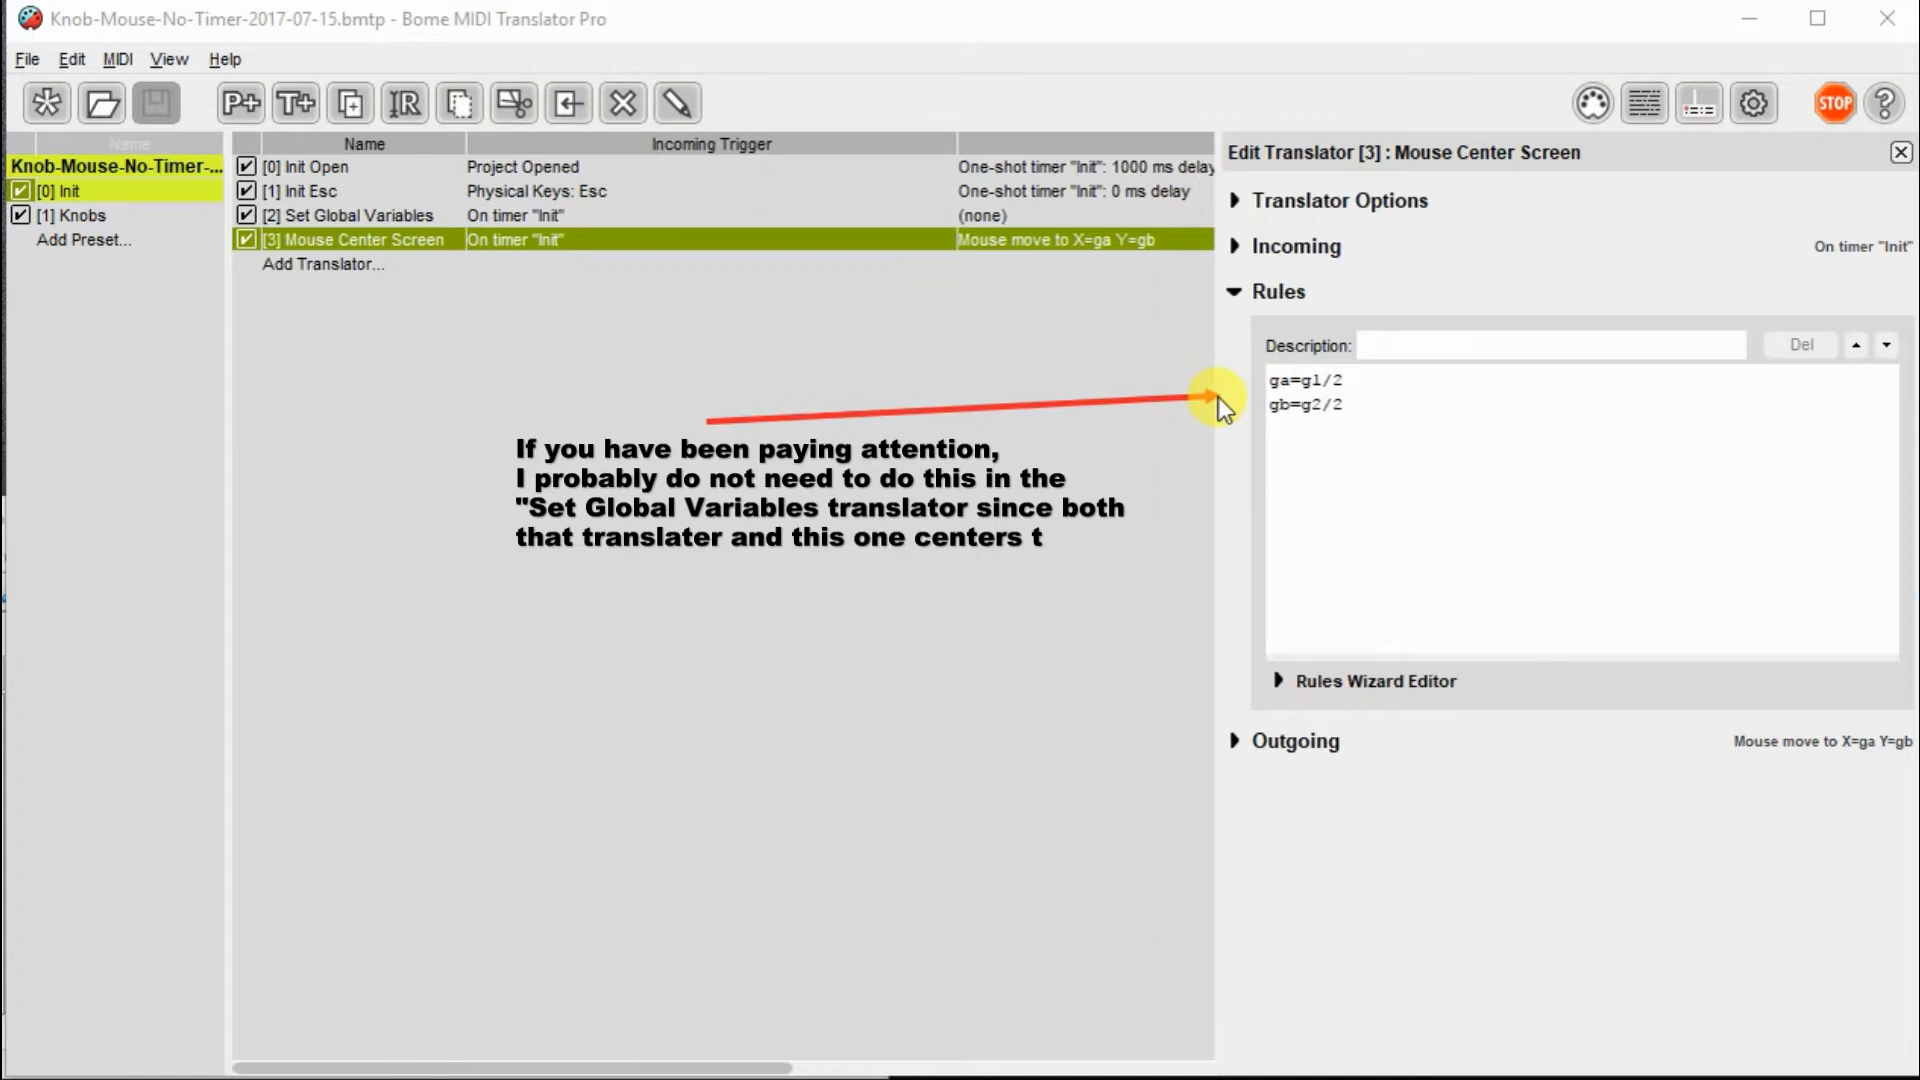 Knob-Mouse-No-Timer-2017-07-15.bmtp - Bome MIDI Translator Pro
File Edit MIDI View Help
P+ T+ IR STOP ?
Name
Knob-Mouse-No-Timer-...
[0] Init
[1] Knobs
Add Preset...
Name Incoming Trigger
[0] Init Open Project Opened One-shot timer "Init": 1000 ms delay
[1] Init Esc Physical Keys: Esc One-shot timer "Init": 0 ms delay
[2] Set Global Variables On timer "Init" (none)
[3] Mouse Center Screen On timer "Init" Mouse move to X=ga Y=gb
Add Translator...
If you have been paying attention,
I probably do not need to do this in the
"Set Global Variables translator since both
that translater and this one centers t
Edit Translator [3] : Mouse Center Screen
Translator Options
Incoming On timer "Init"
Rules
Description: Del
ga=g1/2
gb=g2/2
Rules Wizard Editor
Outgoing Mouse move to X=ga Y=gb